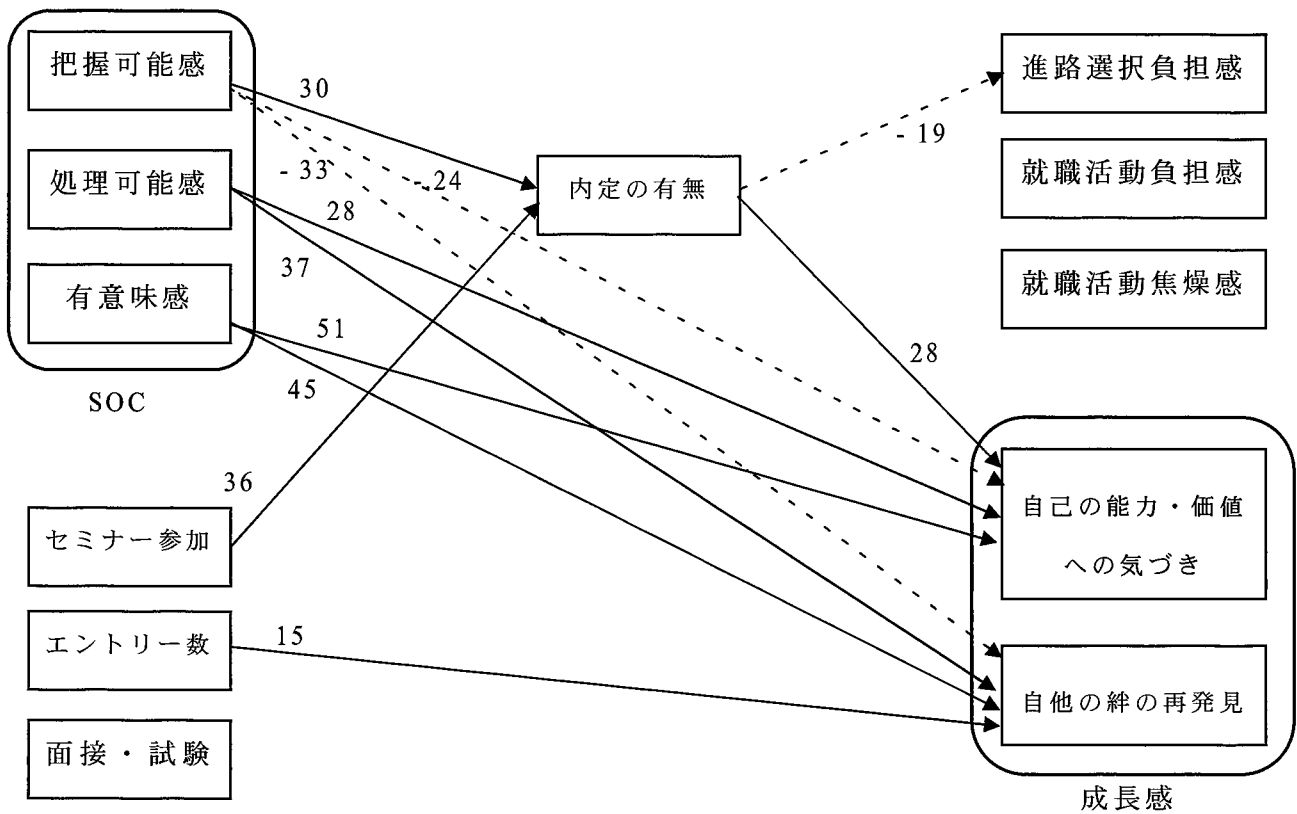 把握可能感
処理可能感
有意味感
SOC
セミナー参加
エントリー数
面接・試験
30
- 33
-.24
28
37
51
45
36
15
内定の有無
- 19
28
進路選択負担感
就職活動負担感
就職活動焦燥感
自己の能力・価値
への気づき
自他の絆の再発見
成長感